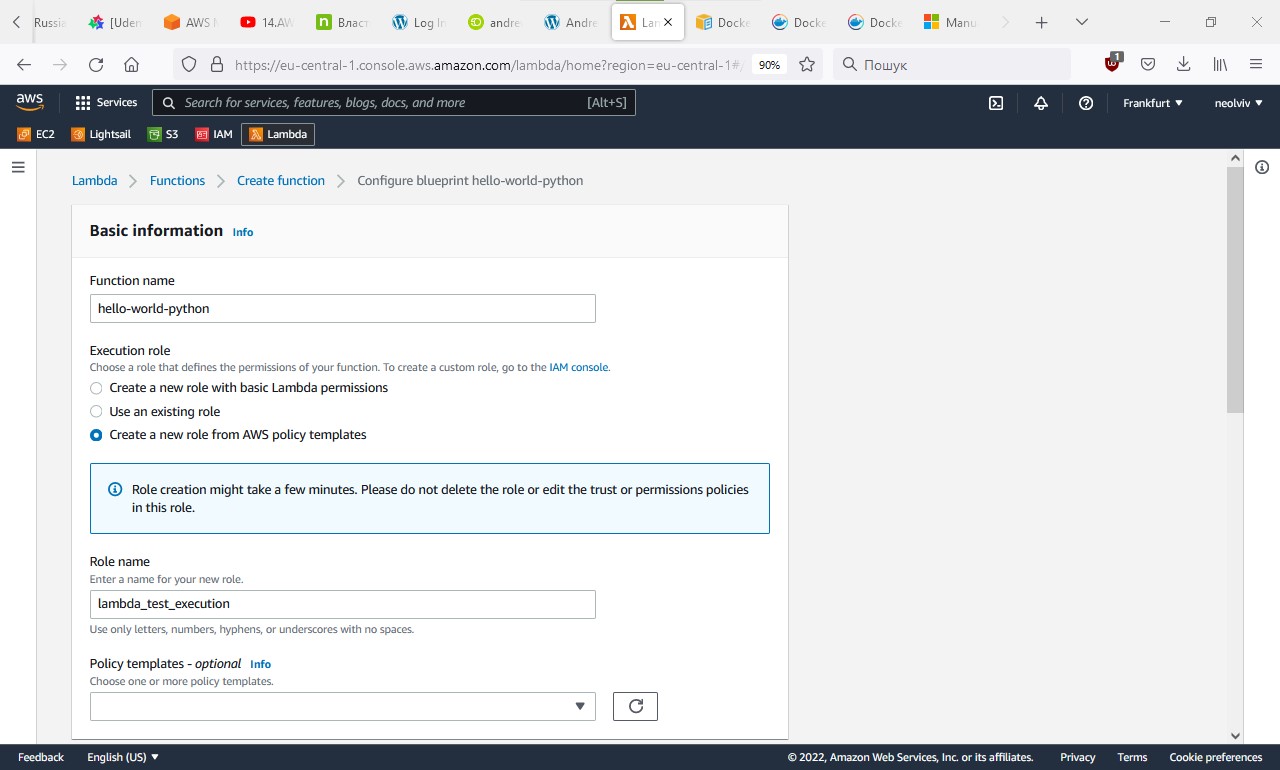 Russia
[Uden
AWS
14.AW
Власт
Log In
andre
Andre
Lar
Docke
Docke
Docke
Manu
https://eu-central-1.console.aws.amazon.com/lambda/home?region=eu-central-1#/
90%
Пошук
1
aws
Services
Search for services, features, blogs, docs, and more
[Alt+S]
Frankfurt
neolviv
EC2
Lightsail
S3
IAM
Lambda
Lambda > Functions > Create function > Configure blueprint hello-world-python
Basic information Info
Function name
hello-world-python
Execution role
Choose a role that defines the permissions of your function. To create a custom role, go to the IAM console.
Create a new role with basic Lambda permissions
Use an existing role
Create a new role from AWS policy templates
Role creation might take a few minutes. Please do not delete the role or edit the trust or permissions policies
in this role.
Role name
Enter a name for your new role.
lambda_test_execution
Use only letters, numbers, hyphens, or underscores with no spaces.
Policy templates - optional Info
Choose one or more policy templates.
Feedback
English (US)
© 2022, Amazon Web Services, Inc. or its affiliates.
Privacy
Terms
Cookie preferences